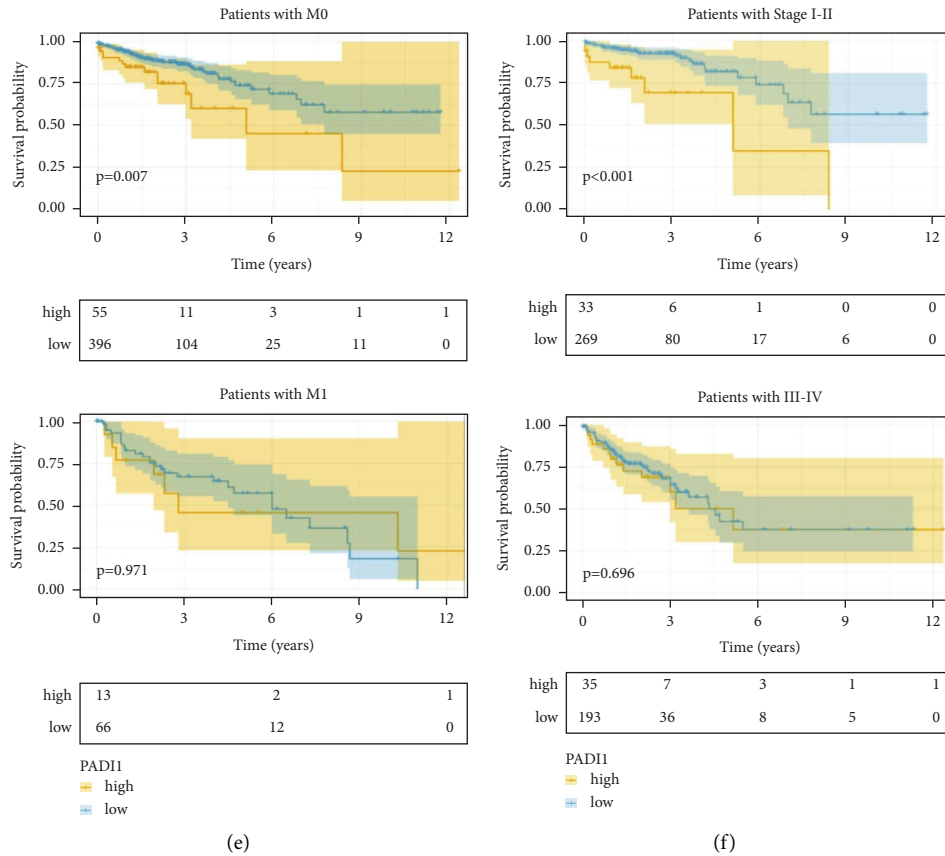 Patients with M0
Survival probability
1.00
0.75
0.50
0.25
0.00
p=0.007
0 3 6 9 12
Time (years)
high 55 11 3 1 1
low 396 104 25 11 0
Patients with Stage I-II
Survival probability
1.00
0.75
0.50
0.25
0.00
p<0.001
0 3 6 9 12
Time (years)
high 33 6 1 0 0
low 269 80 17 6 0
Patients with M1
Survival probability
1.00
0.75
0.50
0.25
0.00
p=0.971
0 3 6 9 12
Time (years)
high 13 2 1
low 66 12 0
PADI1
high
low
(e)
Patients with III-IV
Survival probability
1.00
0.75
0.50
0.25
0.00
p=0.696
0 3 6 9 12
Time (years)
high 35 7 3 1 1
low 193 36 8 5 0
PADI1
high
low
(f)